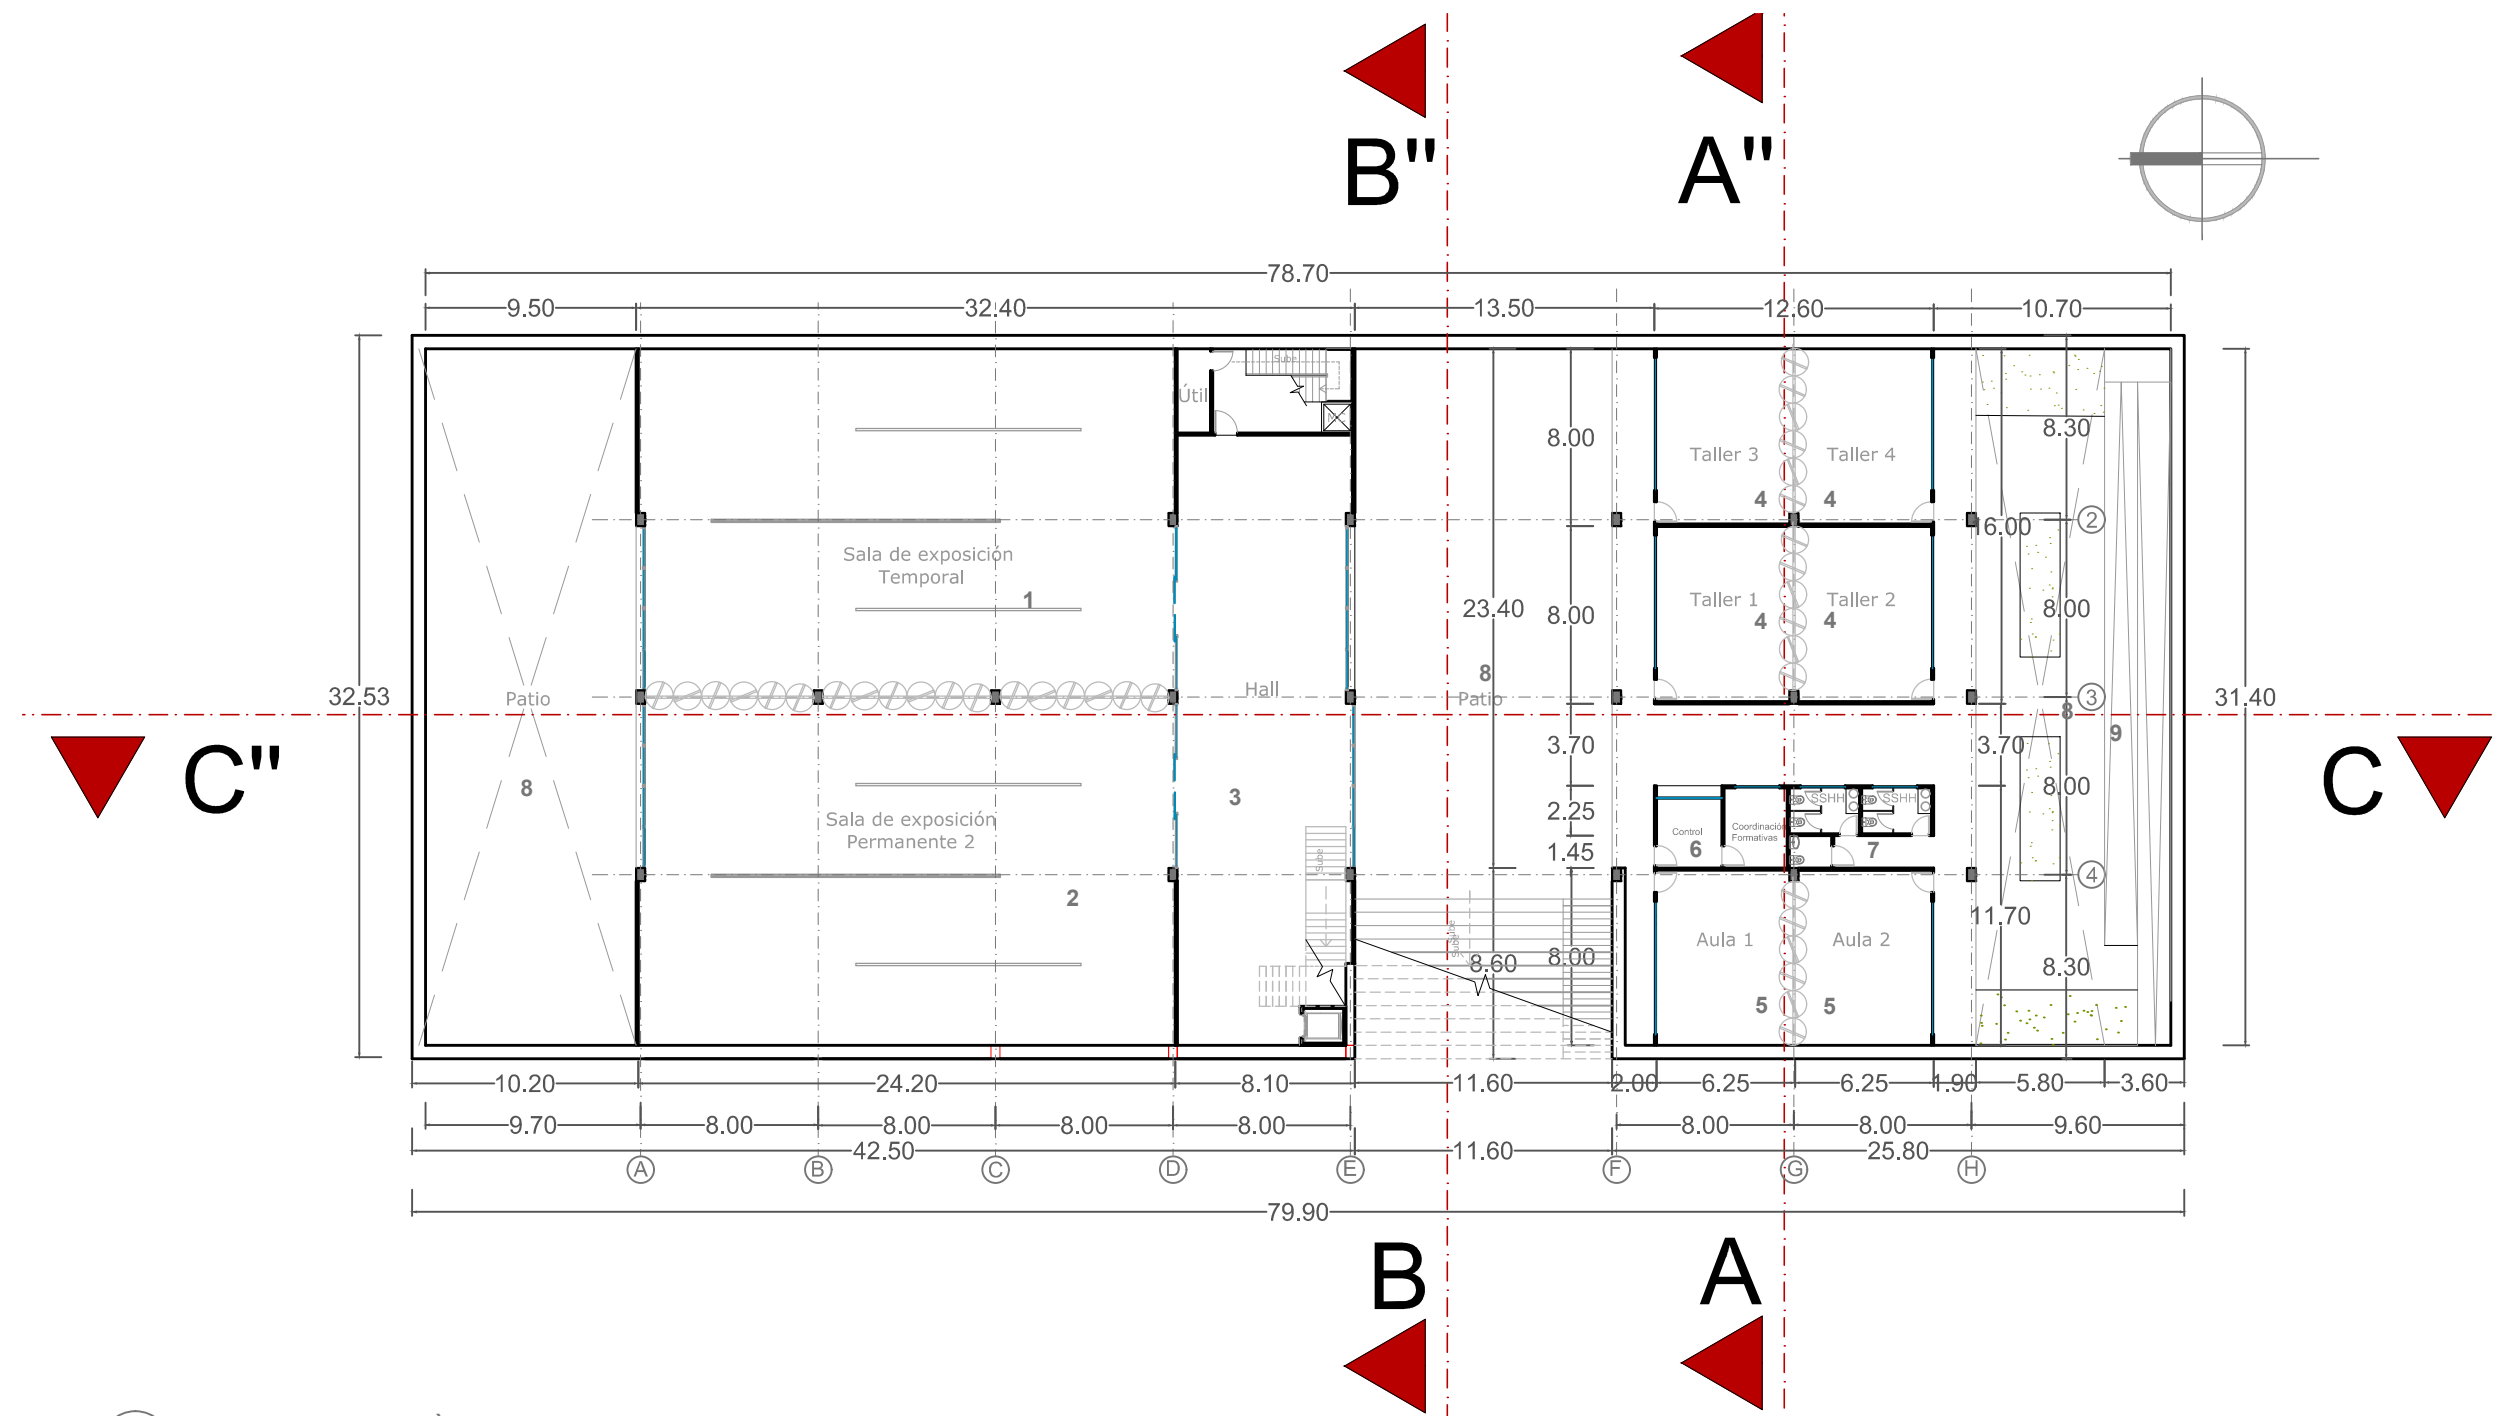 B"
A"
78.70
9.50
32.40
13.50
12.60
10.70
Sube
Útil
8.00
8.30
Taller 3
Taller 4
4
4
2
16.00
Sala de exposición
Temporal
1
Taller 1
Taller 2
23.40
8.00
8.00
4
4
8
Hall
Patio
Patio
32.53
3
31.40
8
9
3.70
3.70
C"
C
8
3
8.00
SSHH
SSHH
2.25
Sala de exposición
Permanente 2
Control
Coordinación
Formativas
1.45
6
7
Sube
4
2
11.70
Sube
Sube
Aula 1
Aula 2
8.60
8.00
8.30
5
5
10.20
24.20
8.10
11.60
2.00
6.25
6.25
1.90
5.80
3.60
9.70
8.00
8.00
8.00
8.00
8.00
8.00
9.60
42.50
11.60
25.80
A
B
C
D
E
F
G
H
79.90
B
A